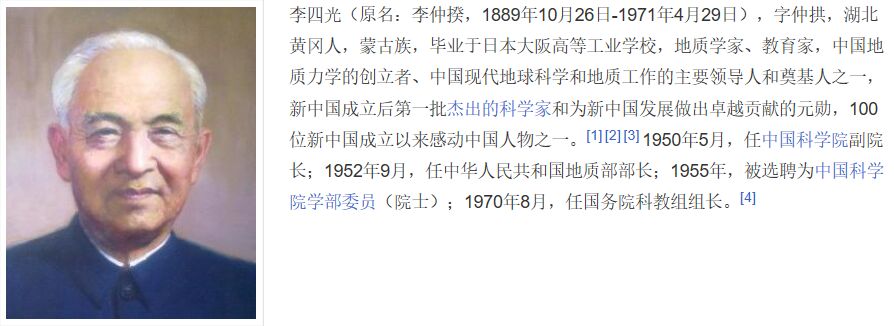 李四光（原名：李仲揆，1889年10月26日-1971年4月29日），字仲拱，湖北
黄冈人，蒙古族，毕业于日本大阪高等工业学校，地质学家、教育家，中国地
质力学的创立者、中国现代地球科学和地质工作的主要领导人和奠基人之一，
新中国成立后第一批杰出的科学家和为新中国发展做出卓越贡献的元勋，100
位新中国成立以来感动中国人物之一。[1][2][3]1950年5月，任中国科学院副院
长；1952年9月，任中华人民共和国地质部部长；1955年，被选聘为中国科学
院学部委员（院士）；1970年8月，任国务院科教组组长。[4]